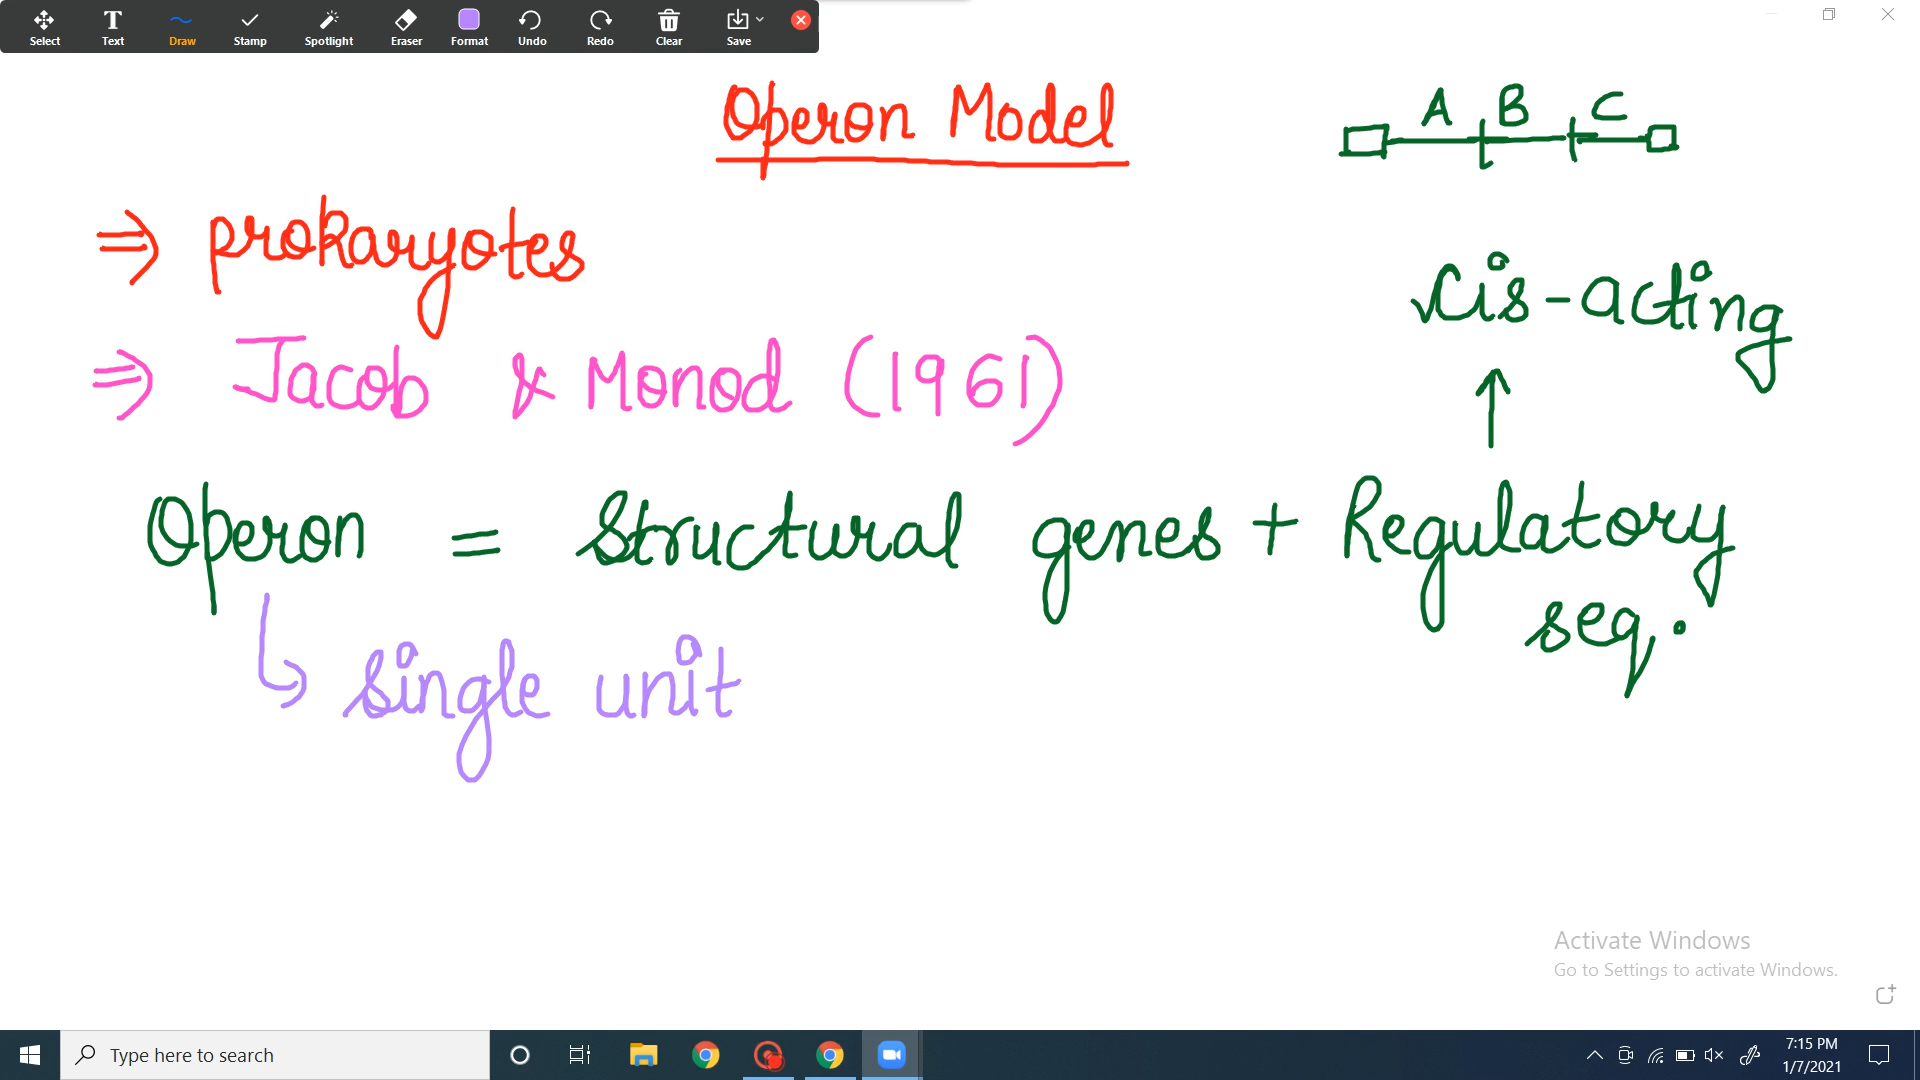 Select Text Draw Stamp Spotlight Eraser Format Undo Redo Clear Save
Operon Model
A B C
⇒ prokaryotes
cis-acting
⇒ Jacob & Monod (1961)
↑
Operon = Structural genes + Regulatory
seq.
↳ single unit
Activate Windows
Go to Settings to activate Windows.
Type here to search
7:15 PM
1/7/2021